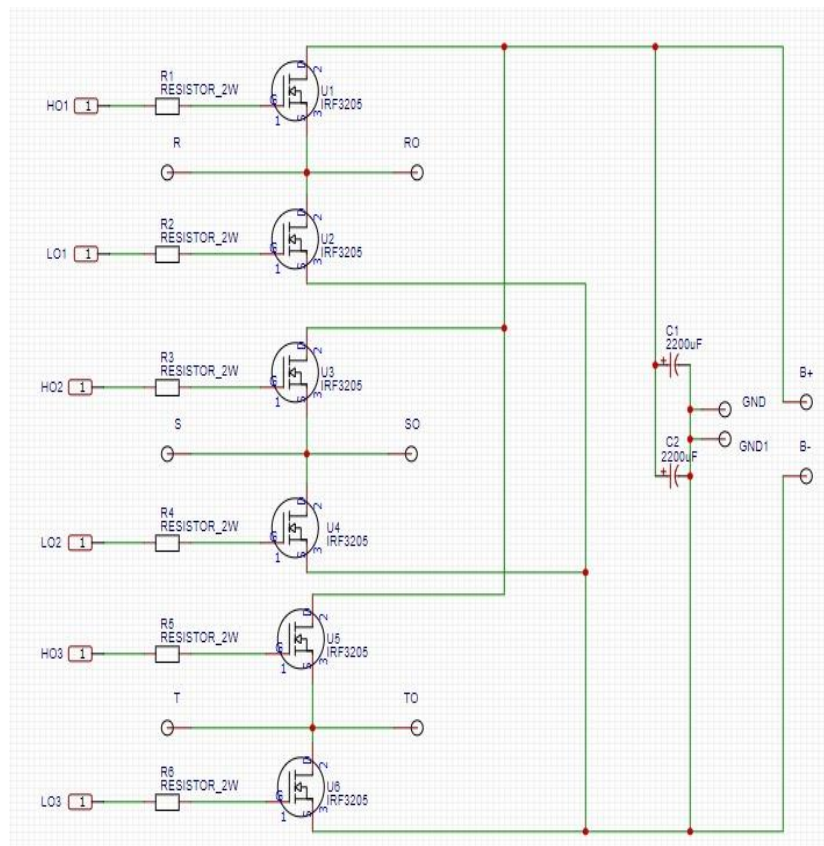 R1
RESISTOR_2W
HO1 1
G
1
D
2
S
3
U1
IRF3205
R
RO
R2
RESISTOR_2W
LO1 1
G
1
D
2
S
3
U2
IRF3205
R3
RESISTOR_2W
HO2 1
G
1
D
2
S
3
U3
IRF3205
C1
2200uF
+
B+
GND
S
SO
C2
2200uF
+
GND1
B-
R4
RESISTOR_2W
LO2 1
G
1
D
2
S
3
U4
IRF3205
R5
RESISTOR_2W
HO3 1
G
1
D
2
S
3
U5
IRF3205
T
TO
R6
RESISTOR_2W
LO3 1
G
1
D
2
S
3
U6
IRF3205